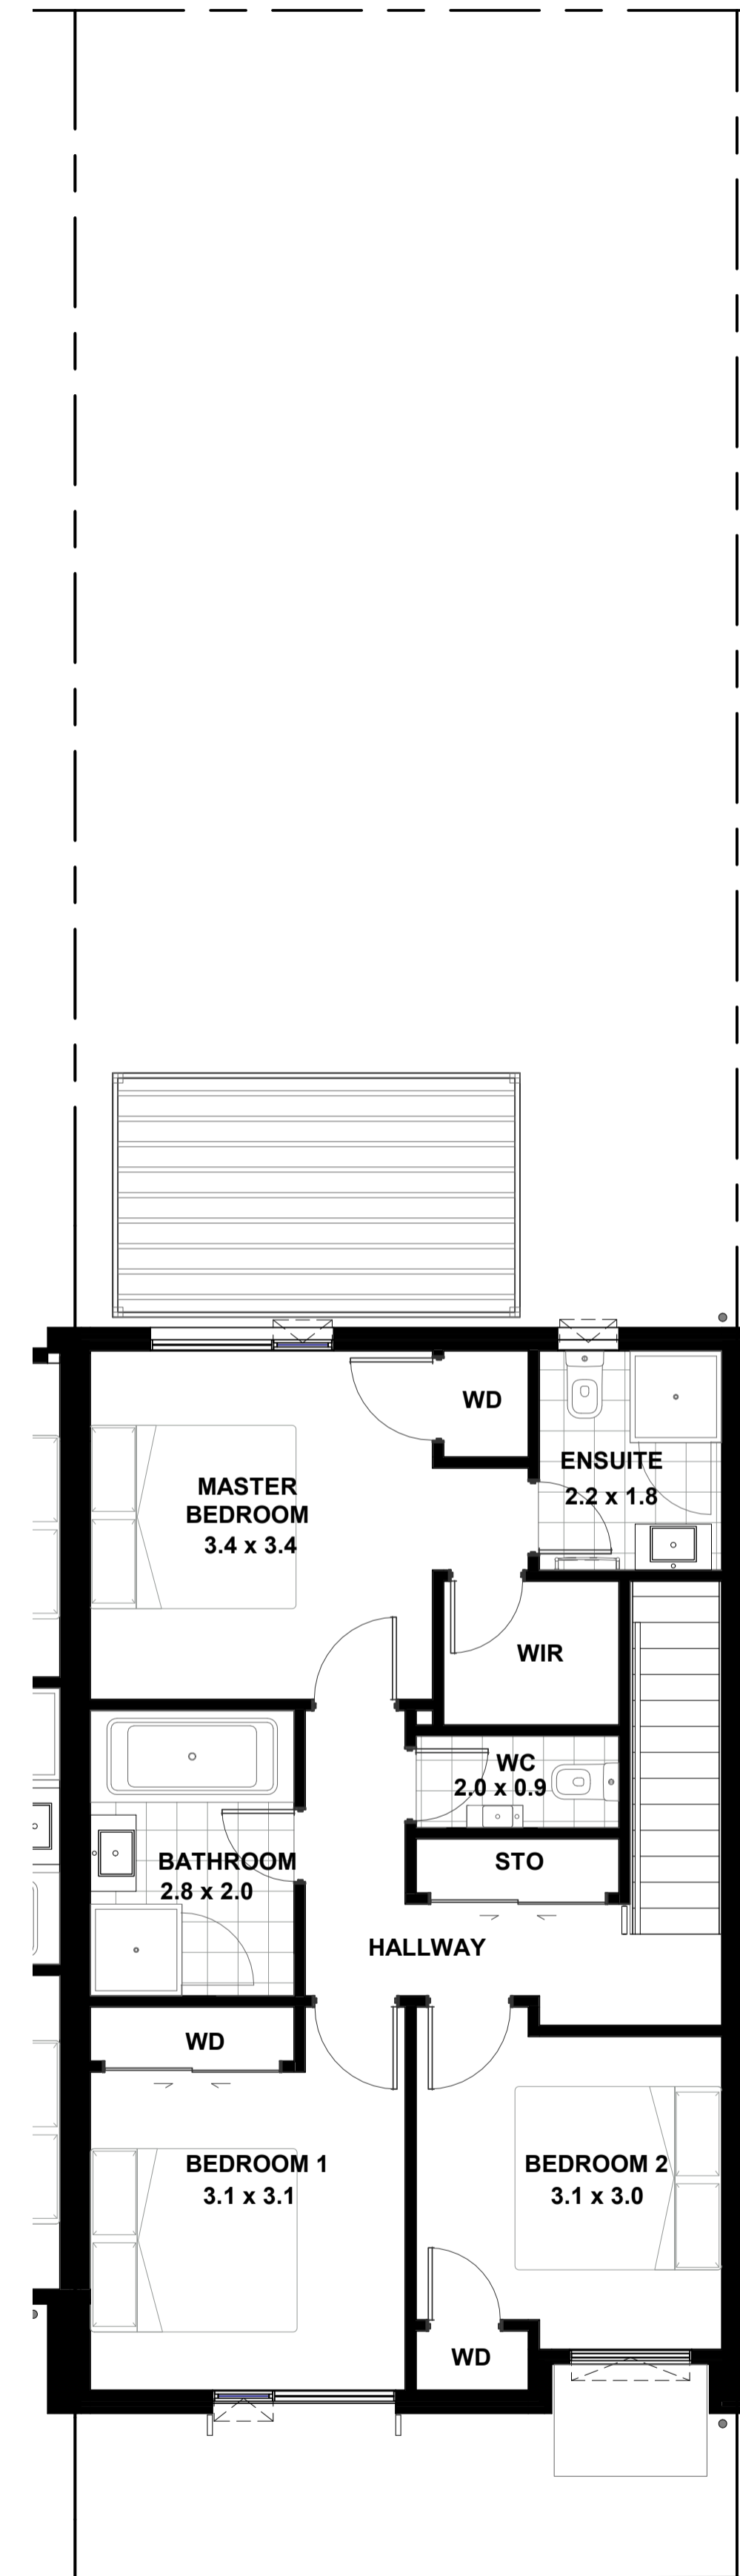 WD
ENSUITE
2.2 x 1.8
MASTER
BEDROOM
3.4 x 3.4
WIR
WC
2.0 x 0.9
BATHROOM
2.8 x 2.0
STO
HALLWAY
WD
BEDROOM 1
3.1 x 3.1
BEDROOM 2
3.1 x 3.0
WD